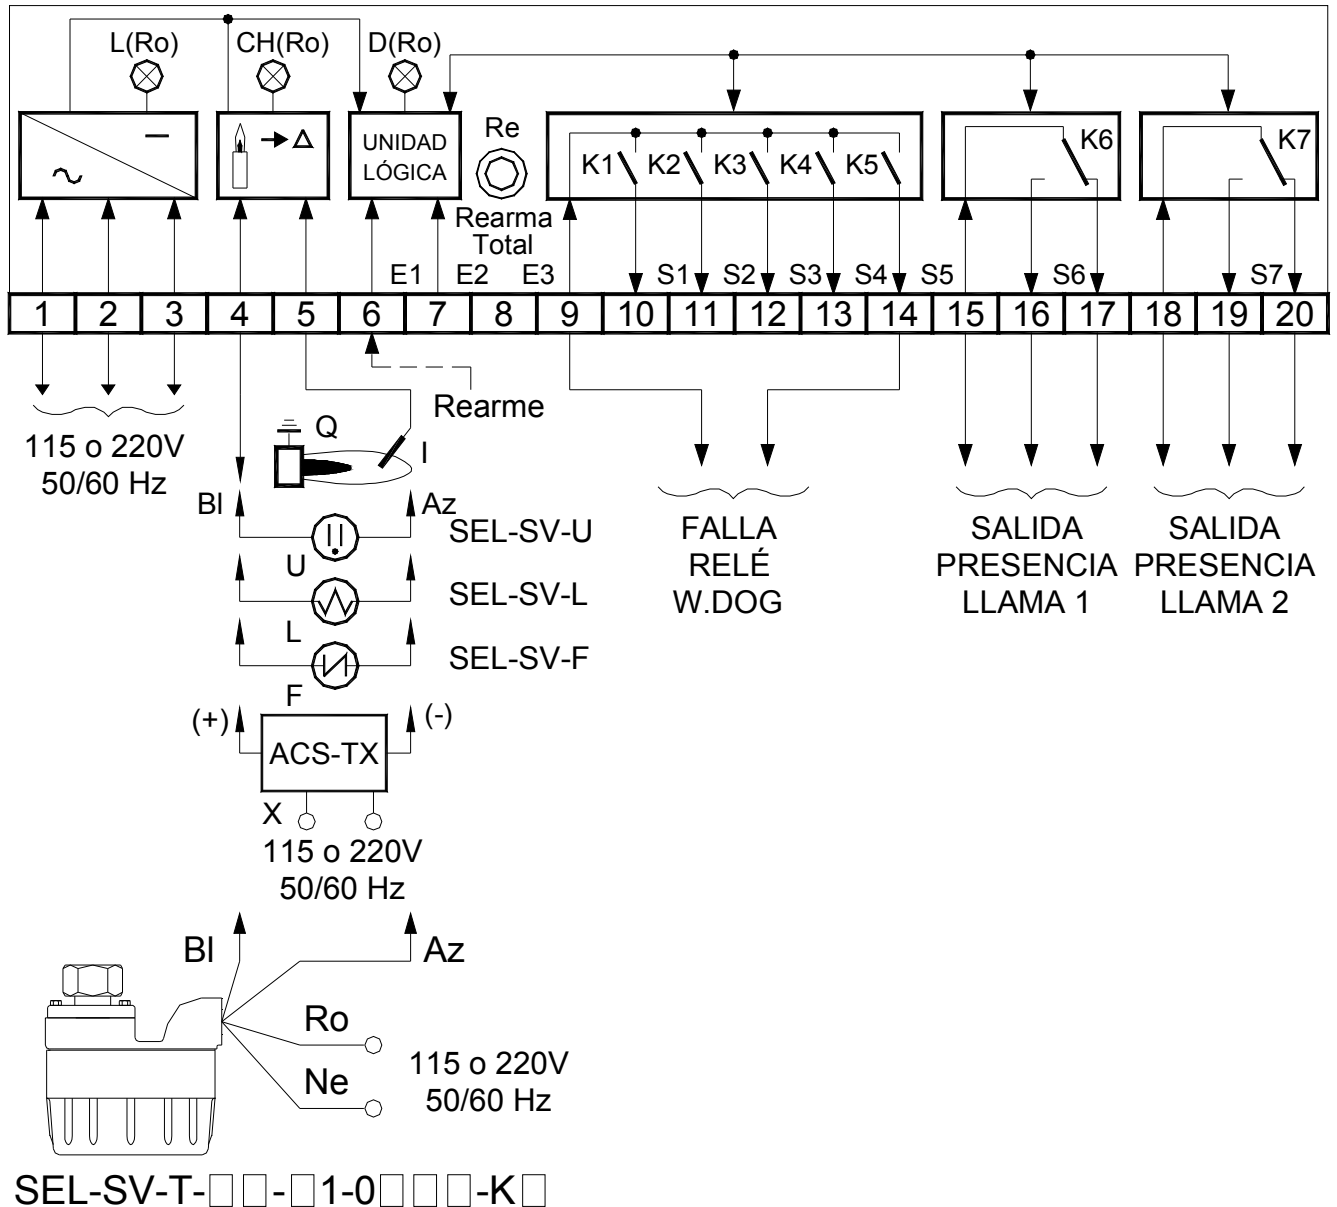 L(Ro)
CH(Ro)
D(Ro)
UNIDAD
LÓGICA
Re
Rearma
Total
K1
K2
K3
K4
K5
K6
K7
E1
E2
E3
S1
S2
S3
S4
S5
S6
S7
1 2 3 4 5 6 7 8 9 10 11 12 13 14 15 16 17 18 19 20
Rearme
115 o 220V
50/60 Hz
Q
I
Bl
Az
SEL-SV-U
U
SEL-SV-L
L
SEL-SV-F
F
FALLA
RELÉ
W.DOG
SALIDA
PRESENCIA
LLAMA 1
SALIDA
PRESENCIA
LLAMA 2
(+)
(-)
ACS-TX
X
115 o 220V
50/60 Hz
Bl
Az
Ro
Ne
115 o 220V
50/60 Hz
SEL-SV-T-□□-□1-0□□□-K□